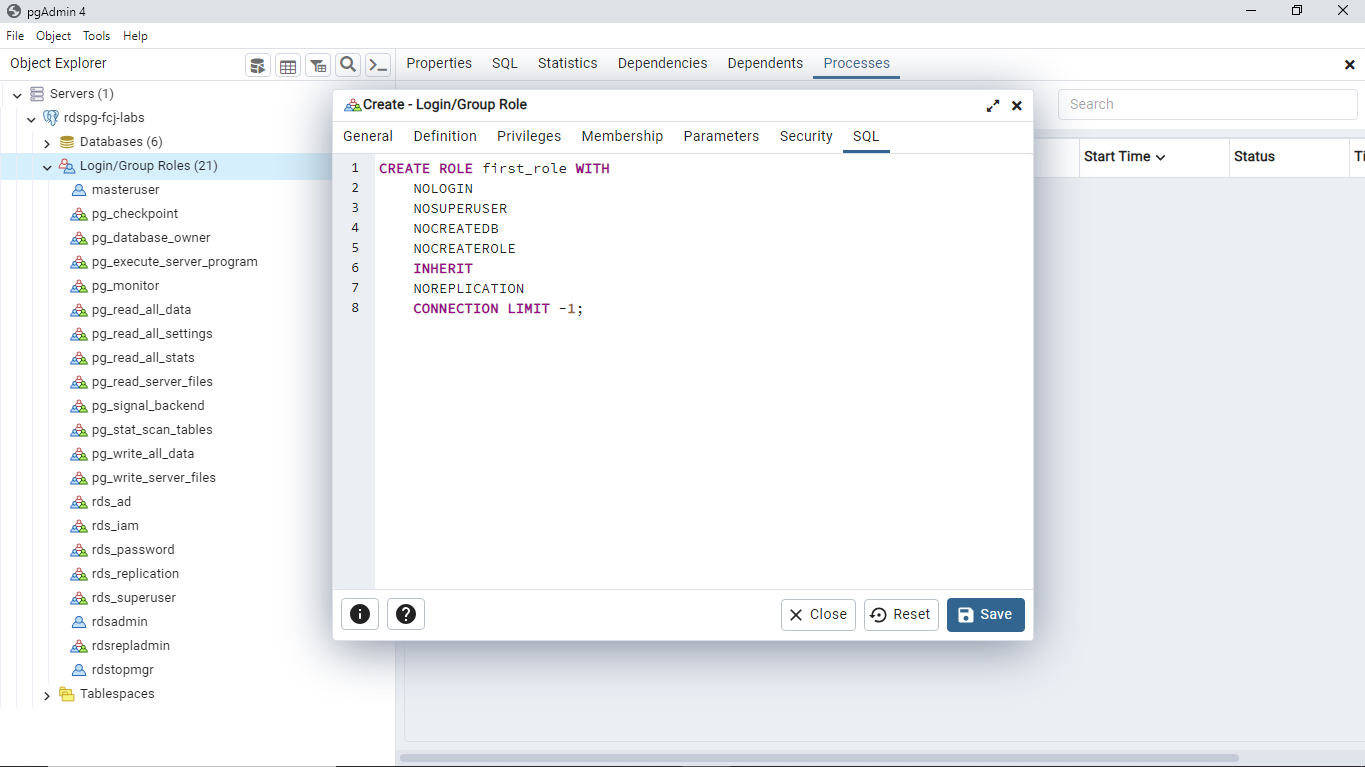 pgAdmin 4
File Object Tools Help
Object Explorer
Properties SQL Statistics Dependencies Dependents Processes
Servers (1)
rdspg-fcj-labs
Databases (6)
Login/Group Roles (21)
masteruser
pg_checkpoint
pg_database_owner
pg_execute_server_program
pg_monitor
pg_read_all_data
pg_read_all_settings
pg_read_all_stats
pg_read_server_files
pg_signal_backend
pg_stat_scan_tables
pg_write_all_data
pg_write_server_files
rds_ad
rds_iam
rds_password
rds_replication
rds_superuser
rdsadmin
rdsrepladmin
rdstopmgr
Tablespaces
Search
Start Time Status Ti
Create - Login/Group Role
General Definition Privileges Membership Parameters Security SQL
1 CREATE ROLE first_role WITH
2 NOLOGIN
3 NOSUPERUSER
4 NOCREATEDB
5 NOCREATEROLE
6 INHERIT
7 NOREPLICATION
8 CONNECTION LIMIT -1;
Close Reset Save